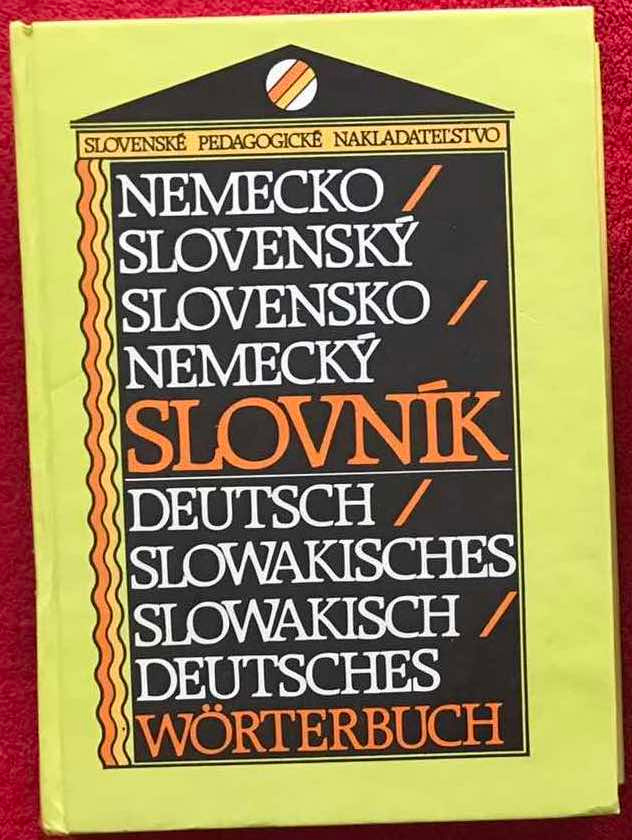 SLOVENSKÉ PEDAGOGICKÉ NAKLADATEĽSTVO
NEMECKO /
SLOVENSKÝ
SLOVENSKO /
NEMECKÝ
SLOVNÍK
DEUTSCH /
SLOWAKISCHES
SLOWAKISCH /
DEUTSCHES
WÖRTERBUCH